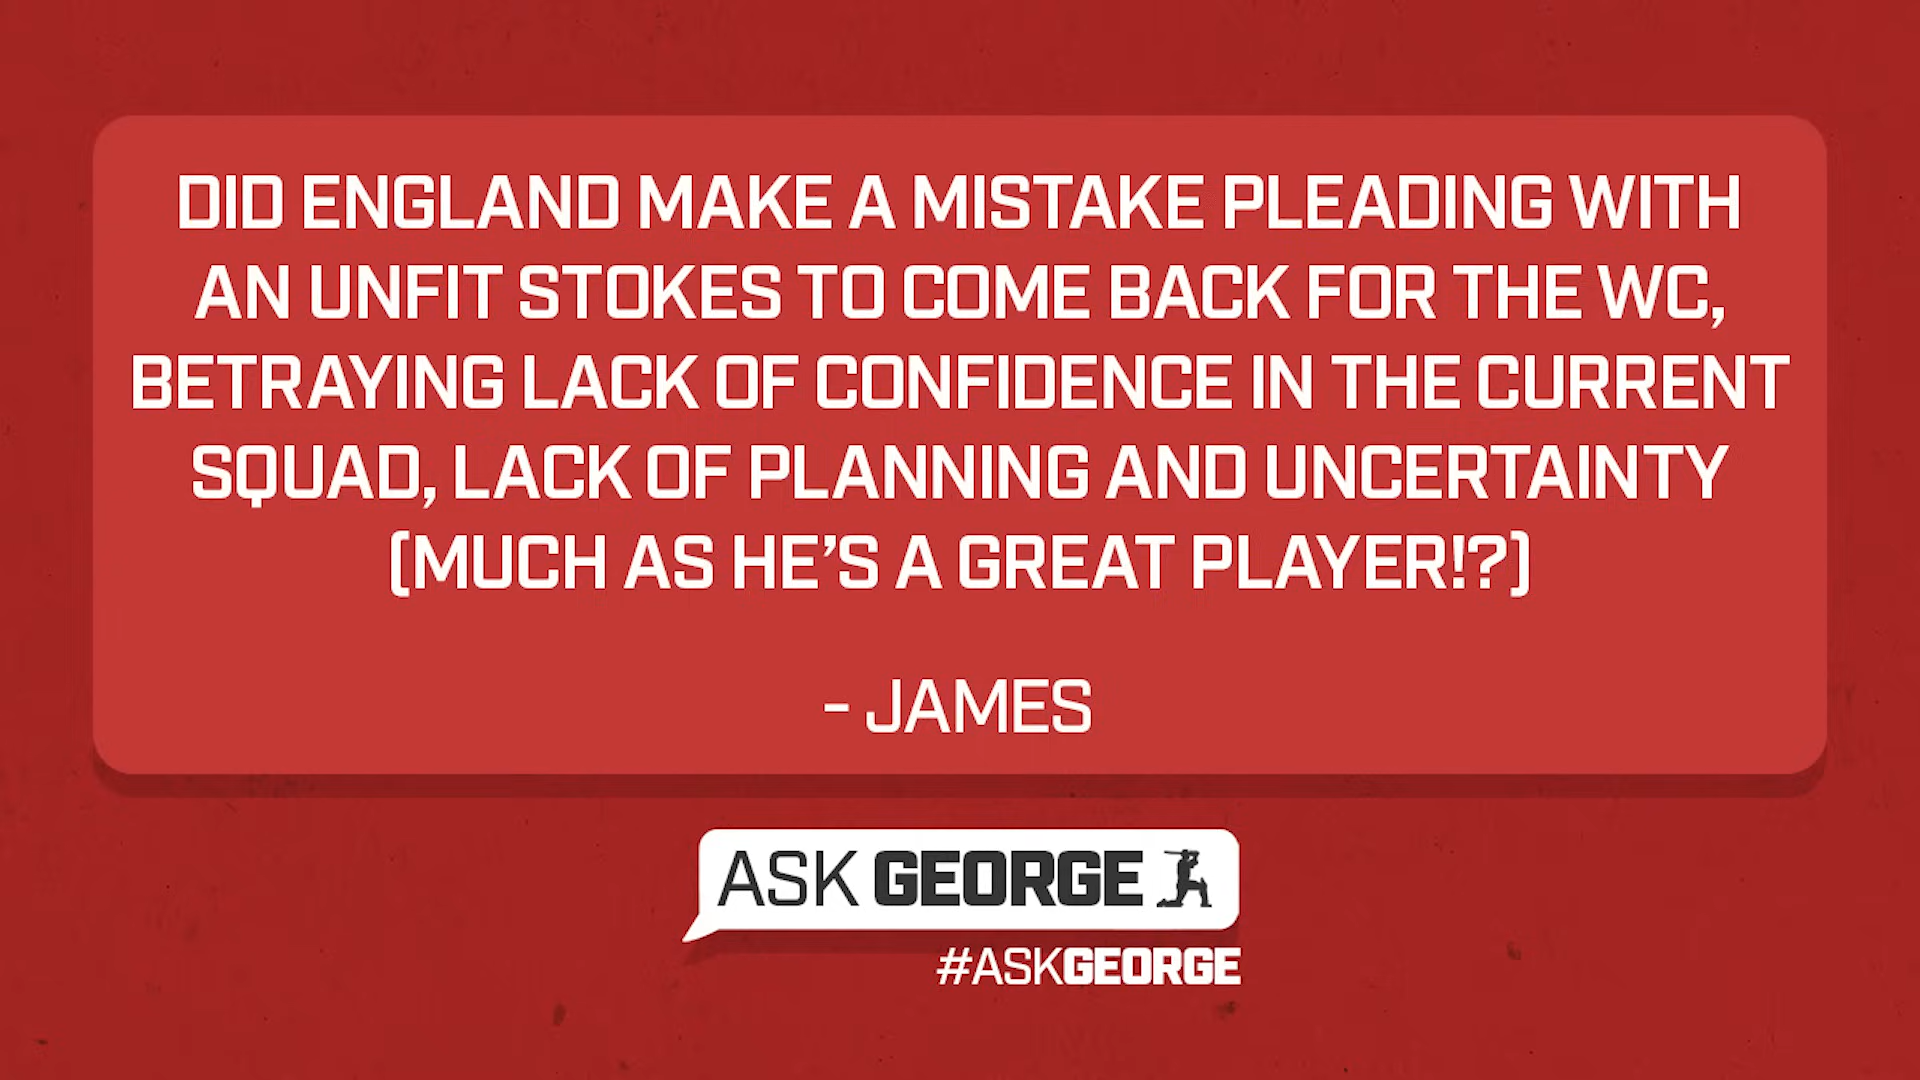 DID ENGLAND MAKE A MISTAKE PLEADING WITH
AN UNFIT STOKES TO COME BACK FOR THE WC,
BETRAYING LACK OF CONFIDENCE IN THE CURRENT
SQUAD, LACK OF PLANNING AND UNCERTAINTY
(MUCH AS HE’S A GREAT PLAYER!?)
- JAMES
ASK GEORGE
#ASKGEORGE